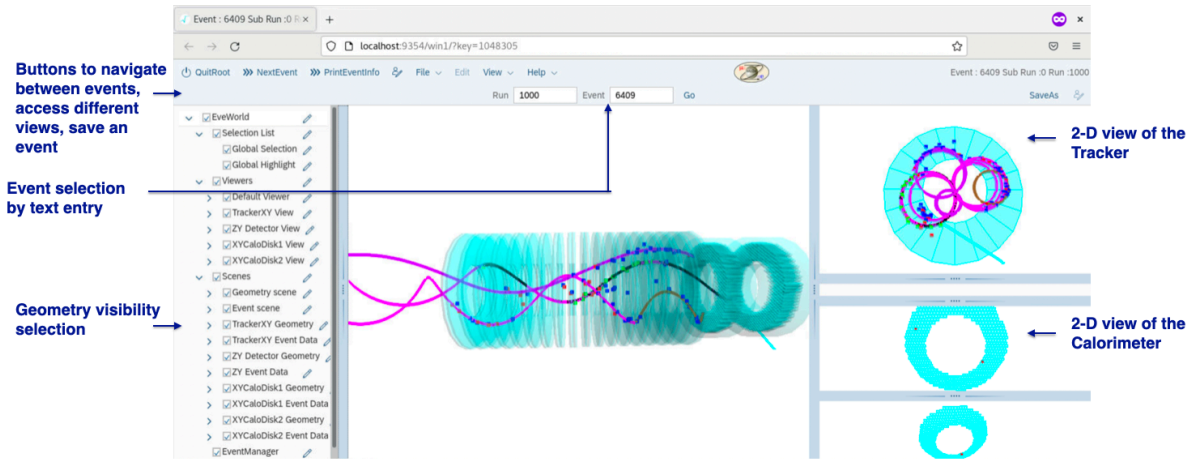 Event : 6409 Sub Run :0 R
localhost:9354/win1/?key=1048305
QuitRoot NextEvent PrintEventInfo File Edit View Help Event : 6409 Sub Run :0 Run :1000
Run 1000 Event 6409 Go SaveAs
Buttons to navigate
between events,
access different
views, save an
event
Event selection
by text entry
Geometry visibility
selection
EveWorld
Selection List
Global Selection
Global Highlight
Viewers
Default Viewer
TrackerXY View
ZY Detector View
XYCaloDisk1 View
XYCaloDisk2 View
Scenes
Geometry scene
Event scene
TrackerXY Geometry
TrackerXY Event Data
ZY Detector Geometry
ZY Event Data
XYCaloDisk1 Geometry
XYCaloDisk1 Event Data
XYCaloDisk2 Geometry
XYCaloDisk2 Event Data
EventManager
2-D view of the
Tracker
2-D view of the
Calorimeter